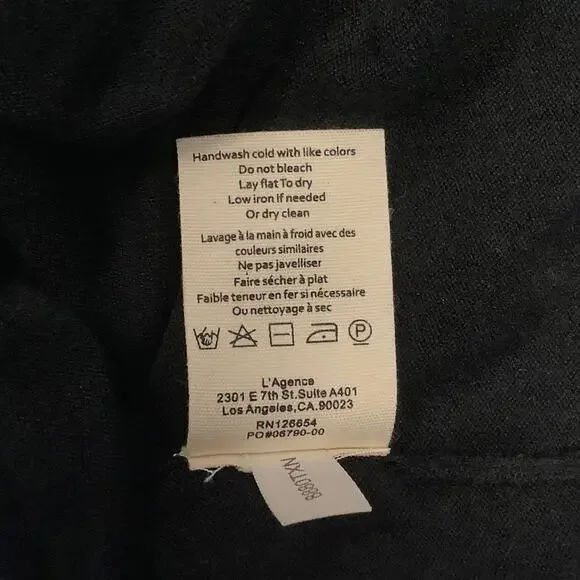 Handwash cold with like colors
Do not bleach
Lay flat To dry
Low iron if needed
Or dry clean
Lavage à la main à froid avec des
couleurs similaires
Ne pas javelliser
Faire sécher à plat
Faible teneur en fer si nécessaire
Ou nettoyage à sec
P
L'Agence
2301 E 7th St.Suite A401
Los Angeles,CA.90023
RN126654
PO#06790-00